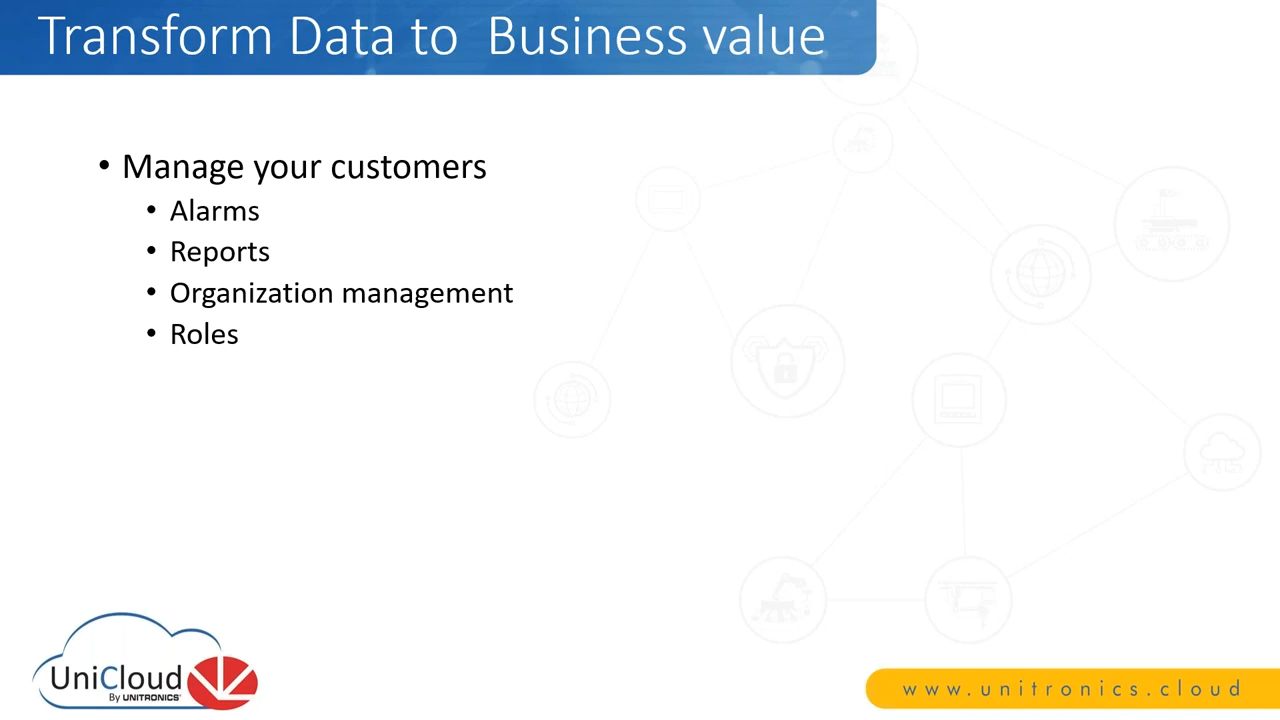 Transform Data to  Business value
• Manage your customers
• Alarms
• Reports
• Organization management
• Roles
UniCloud
By UNITRONICS
www.unitronics.cloud